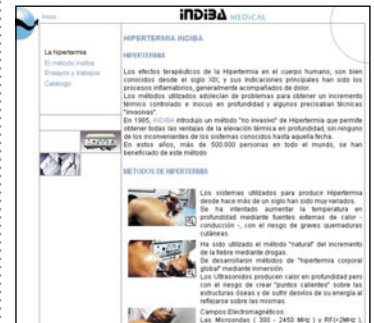 Inicio
INDIBA MEDICAL
La hipertermia
El método indiba
Ensayos y trabajos
Catálogo
HIPERTERMIA INDIBA
HIPERTERMIA
Los efectos terapéuticos de la Hipertermia en el cuerpo humano, son bien
conocidos desde el siglo XIX, y sus indicaciones principales han sido los
procesos inflamatorios, generalmente acompañados de dolor.
Los métodos utilizados adolecían de problemas para obtener un incremento
térmico controlado e inocuo en profundidad y algunos precisaban técnicas
"invasivas".
En 1985, INDIBA introdujo un método "no invasivo" de Hipertermia que permite
obtener todas las ventajas de la elevación térmica en profundidad, sin ninguno
de los inconvenientes de los sistemas conocidos hasta aquella fecha.
En estos años, más de 500.000 personas en todo el mundo, se han
beneficiado de este método
MÉTODOS DE HIPERTERMIA
Los sistemas utilizados para producir Hipertermia
desde hace más de un siglo han sido muy variados.
Se ha intentado aumentar la temperatura en
profundidad mediante fuentes externas de calor -
conducción -, con el riesgo de graves quemaduras
cutáneas.
Ha sido utilizado el método "natural" del incremento
de la fiebre mediante drogas.
Se desarrollaron métodos de "hipertermia corporal
global" mediante inmersión.
Los Ultrasonidos producen calor en profundidad pero
con el riesgo de crear "puntos calientes" sobre las
estructuras óseas y de sufrir desvíos de su energía al
reflejarse sobre las mismas.
Campos Electromagnéticos:
Las Microondas ( 300 - 2450 MHz ) y RF(>2MHz ),